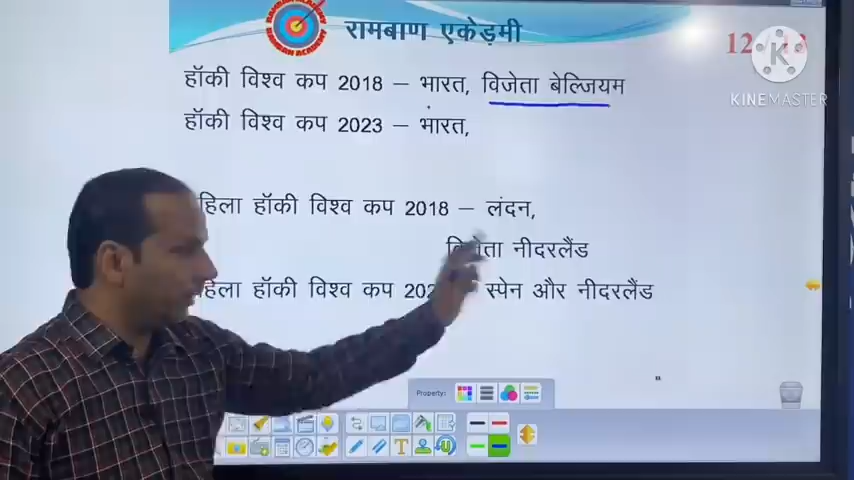 रामबाण एकेड़मी
KINEMASTER
हॉकी विश्व कप 2018 – भारत, विजेता बेल्जियम
हॉकी विश्व कप 2023 – भारत,
हॉकी विश्व कप 2018 – लंदन,
नीदरलैंड
हॉकी विश्व कप स्पेन और नीदरलैंड
Property: